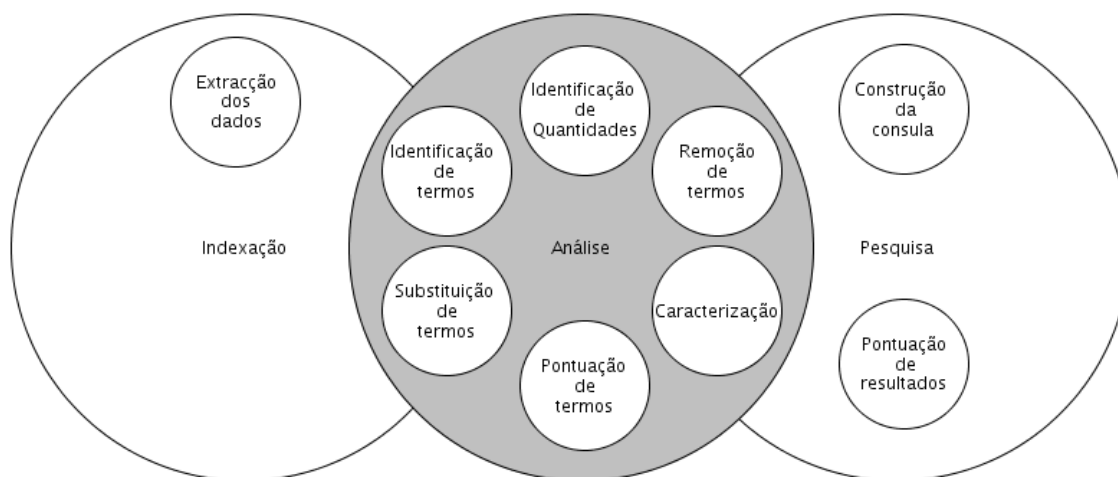 Extracção
dos
dados
Indexação
Identificação
de
Quantidades
Identificação
de
termos
Remoção
de
termos
Análise
Substituição
de
termos
Caracterização
Pontuação
de
termos
Construção
da
consula
Pesquisa
Pontuação
de
resultados